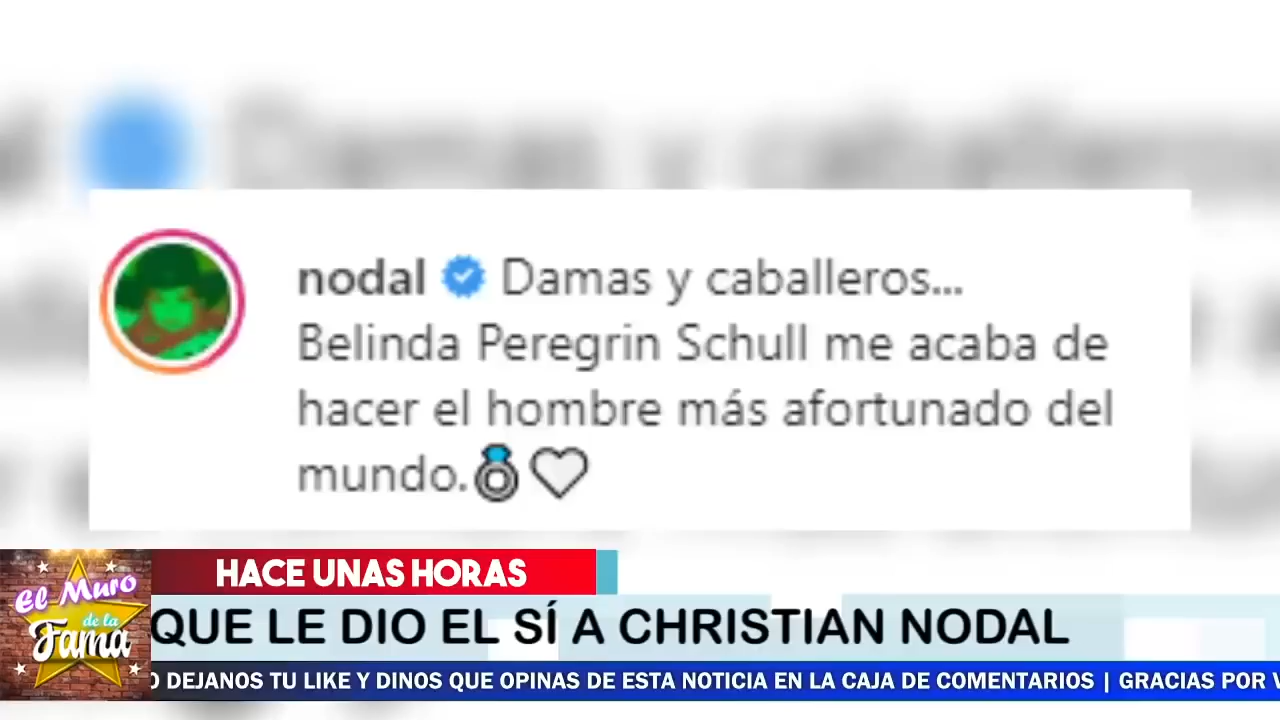 nodal Damas y caballeros...
Belinda Peregrin Schull me acaba de
hacer el hombre más afortunado del
mundo.
HACE UNAS HORAS
El Muro
de la
Fama
QUE LE DIO EL SÍ A CHRISTIAN NODAL
O DEJANOS TU LIKE Y DINOS QUE OPINAS DE ESTA NOTICIA EN LA CAJA DE COMENTARIOS | GRACIAS POR V